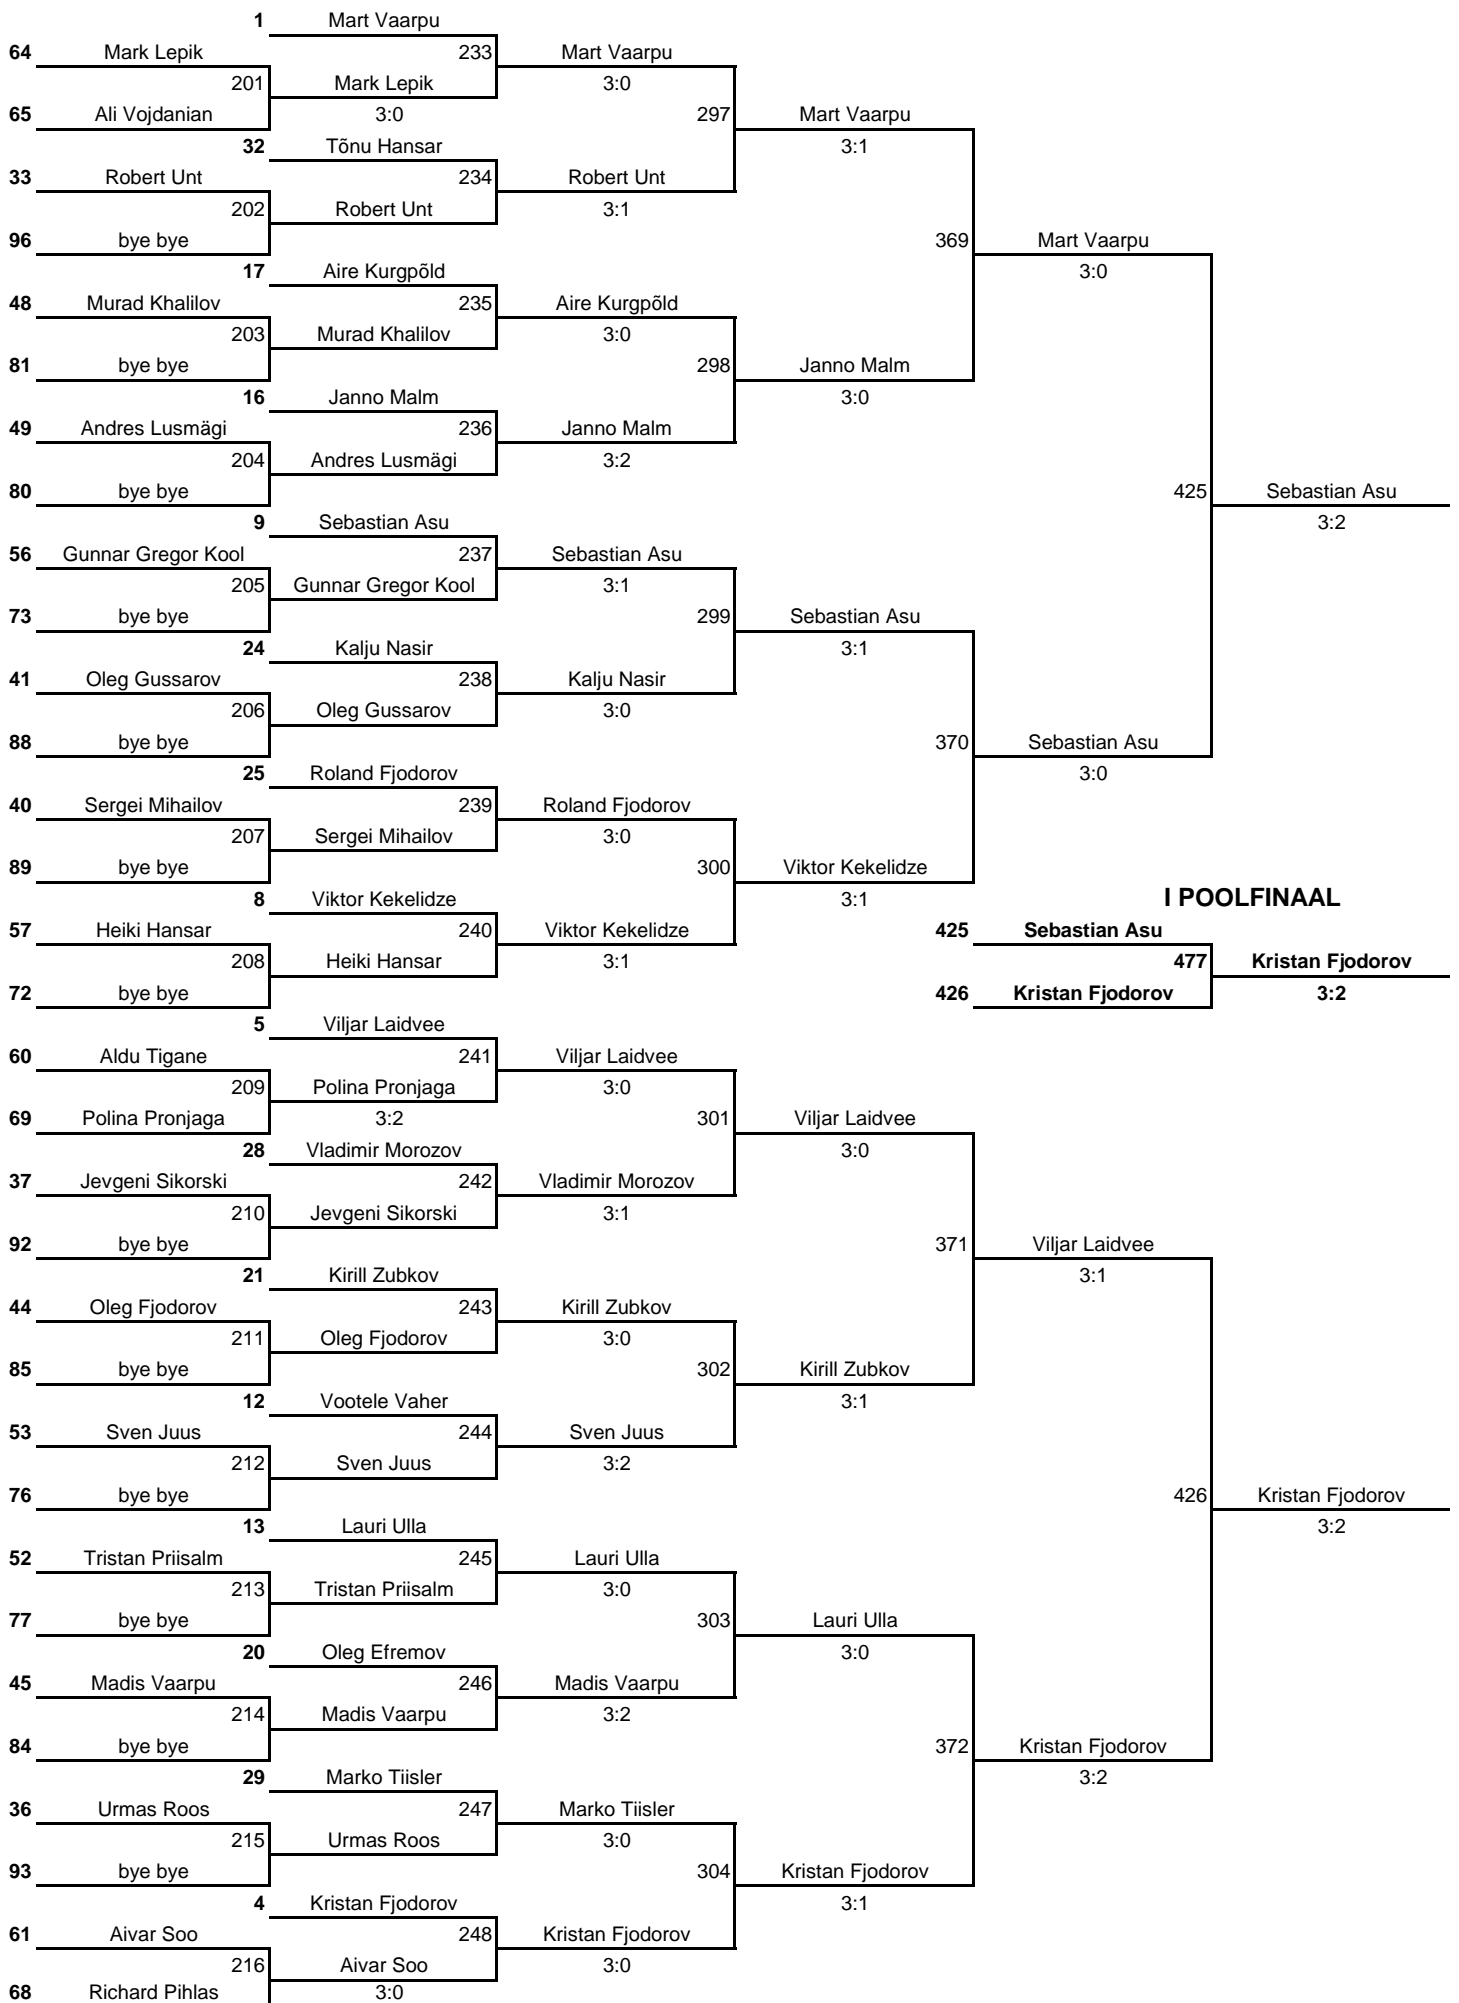 1 Mart Vaarpu
64 Mark Lepik 233 Mart Vaarpu
201 Mark Lepik 3:0
65 Ali Vojdanian 3:0 297 Mart Vaarpu
32 Tõnu Hansar 3:1
33 Robert Unt 234 Robert Unt
202 Robert Unt 3:1
96 bye bye 369 Mart Vaarpu
17 Aire Kurgpõld 3:0
48 Murad Khalilov 235 Aire Kurgpõld
203 Murad Khalilov 3:0
81 bye bye 298 Janno Malm
16 Janno Malm 3:0
49 Andres Lusmägi 236 Janno Malm
204 Andres Lusmägi 3:2
80 bye bye 425 Sebastian Asu
9 Sebastian Asu 3:2
56 Gunnar Gregor Kool 237 Sebastian Asu
205 Gunnar Gregor Kool 3:1
73 bye bye 299 Sebastian Asu
24 Kalju Nasir 3:1
41 Oleg Gussarov 238 Kalju Nasir
206 Oleg Gussarov 3:0
88 bye bye 370 Sebastian Asu
25 Roland Fjodorov 3:0
40 Sergei Mihailov 239 Roland Fjodorov
207 Sergei Mihailov 3:0
89 bye bye 300 Viktor Kekelidze
8 Viktor Kekelidze 3:1 I POOLFINAAL
57 Heiki Hansar 240 Viktor Kekelidze 425 Sebastian Asu
208 Heiki Hansar 3:1 477 Kristan Fjodorov
72 bye bye 426 Kristan Fjodorov 3:2
5 Viljar Laidvee
60 Aldu Tigane 241 Viljar Laidvee
209 Polina Pronjaga 3:0
69 Polina Pronjaga 3:2 301 Viljar Laidvee
28 Vladimir Morozov 3:0
37 Jevgeni Sikorski 242 Vladimir Morozov
210 Jevgeni Sikorski 3:1
92 bye bye 371 Viljar Laidvee
21 Kirill Zubkov 3:1
44 Oleg Fjodorov 243 Kirill Zubkov
211 Oleg Fjodorov 3:0
85 bye bye 302 Kirill Zubkov
12 Vootele Vaher 3:1
53 Sven Juus 244 Sven Juus
212 Sven Juus 3:2
76 bye bye 426 Kristan Fjodorov
13 Lauri Ulla 3:2
52 Tristan Priisalm 245 Lauri Ulla
213 Tristan Priisalm 3:0
77 bye bye 303 Lauri Ulla
20 Oleg Efremov 3:0
45 Madis Vaarpu 246 Madis Vaarpu
214 Madis Vaarpu 3:2
84 bye bye 372 Kristan Fjodorov
29 Marko Tiisler 3:2
36 Urmas Roos 247 Marko Tiisler
215 Urmas Roos 3:0
93 bye bye 304 Kristan Fjodorov
4 Kristan Fjodorov 3:1
61 Aivar Soo 248 Kristan Fjodorov
216 Aivar Soo 3:0
68 Richard Pihlas 3:0